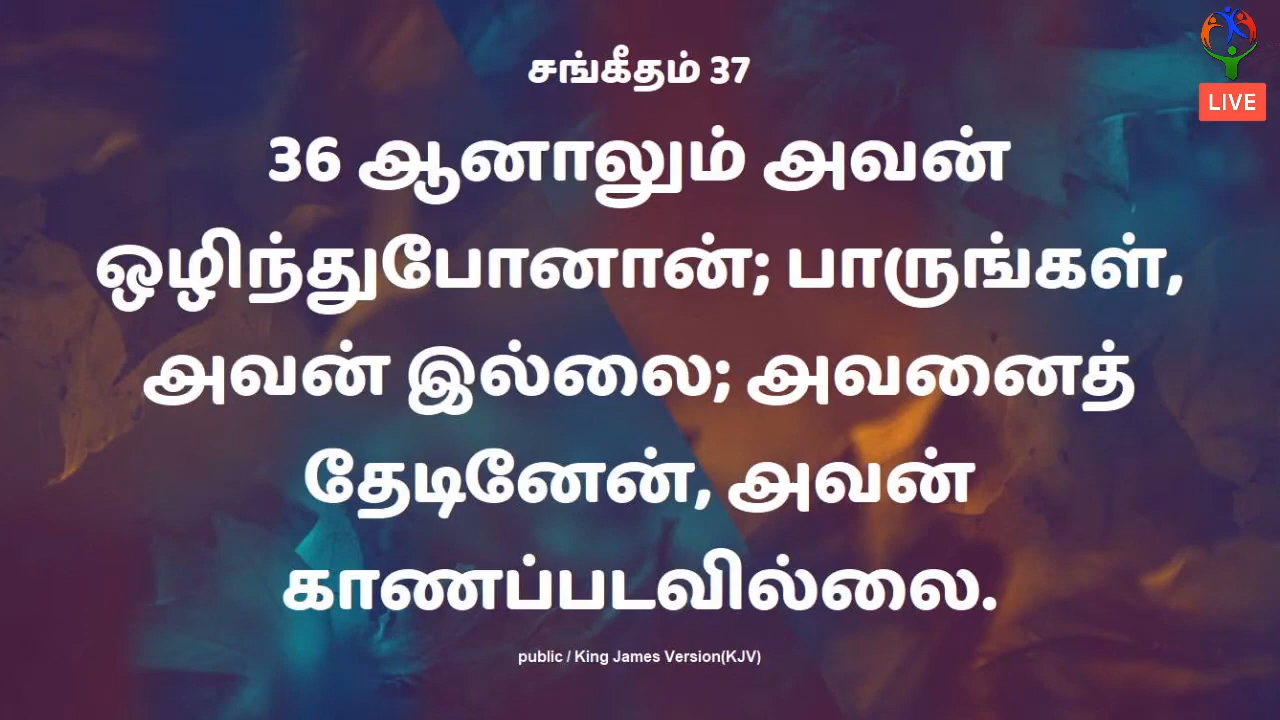 சங்கீதம் 37
LIVE
36 ஆனாலும் அவன்
ஒழிந்துபோனான்; பாருங்கள்,
அவன் இல்லை; அவனைத்
தேடினேன், அவன்
காணப்படவில்லை.
public / King James Version(KJV)